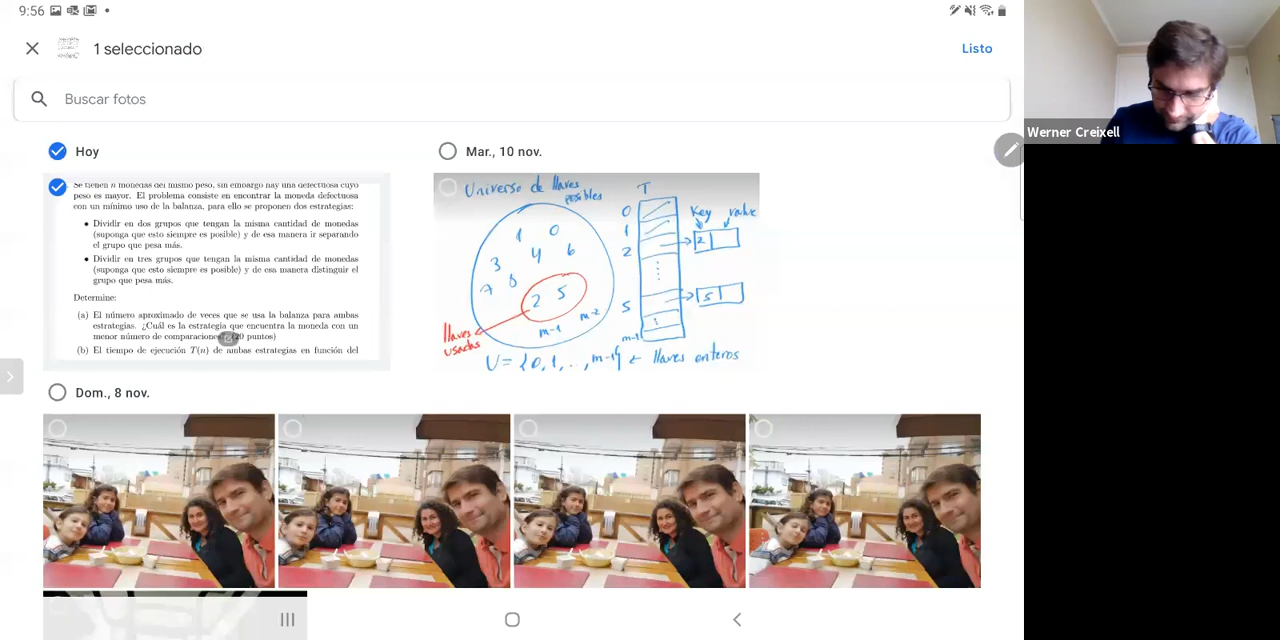 9:56
1 seleccionado
Listo
Buscar fotos
Werner Creixell
Hoy
Mar., 10 nov.
Se tienen n monedas del mismo peso, sin embargo hay una defectuosa cuyo
peso es mayor. El problema consiste en encontrar la moneda defectuosa
con un mínimo uso de la balanza, para ello se proponen dos estrategias:
• Dividir en dos grupos que tengan la misma cantidad de monedas
(suponga que esto siempre es posible) y de esa manera ir separando
el grupo que pesa más.
• Dividir en tres grupos que tengan la misma cantidad de monedas
(suponga que esto siempre es posible) y de esa manera distinguir el
grupo que pesa más.
Determine:
(a) El número aproximado de veces que se usa la balanza para ambas
estrategias. ¿Cuál es la estrategia que encuentra la moneda con un
menor número de comparaciones (20 puntos)
(b) El tiempo de ejecución T(n) de ambas estrategias en función del
Universo de llaves
posibles
T
0
1
2
5
m-1
key value
2
5
1 0
3 4 6
7 8
2 5
m-1 m-2
llaves
usadas
U = {0,1, ..., m-1} ← llaves enteros
Dom., 8 nov.